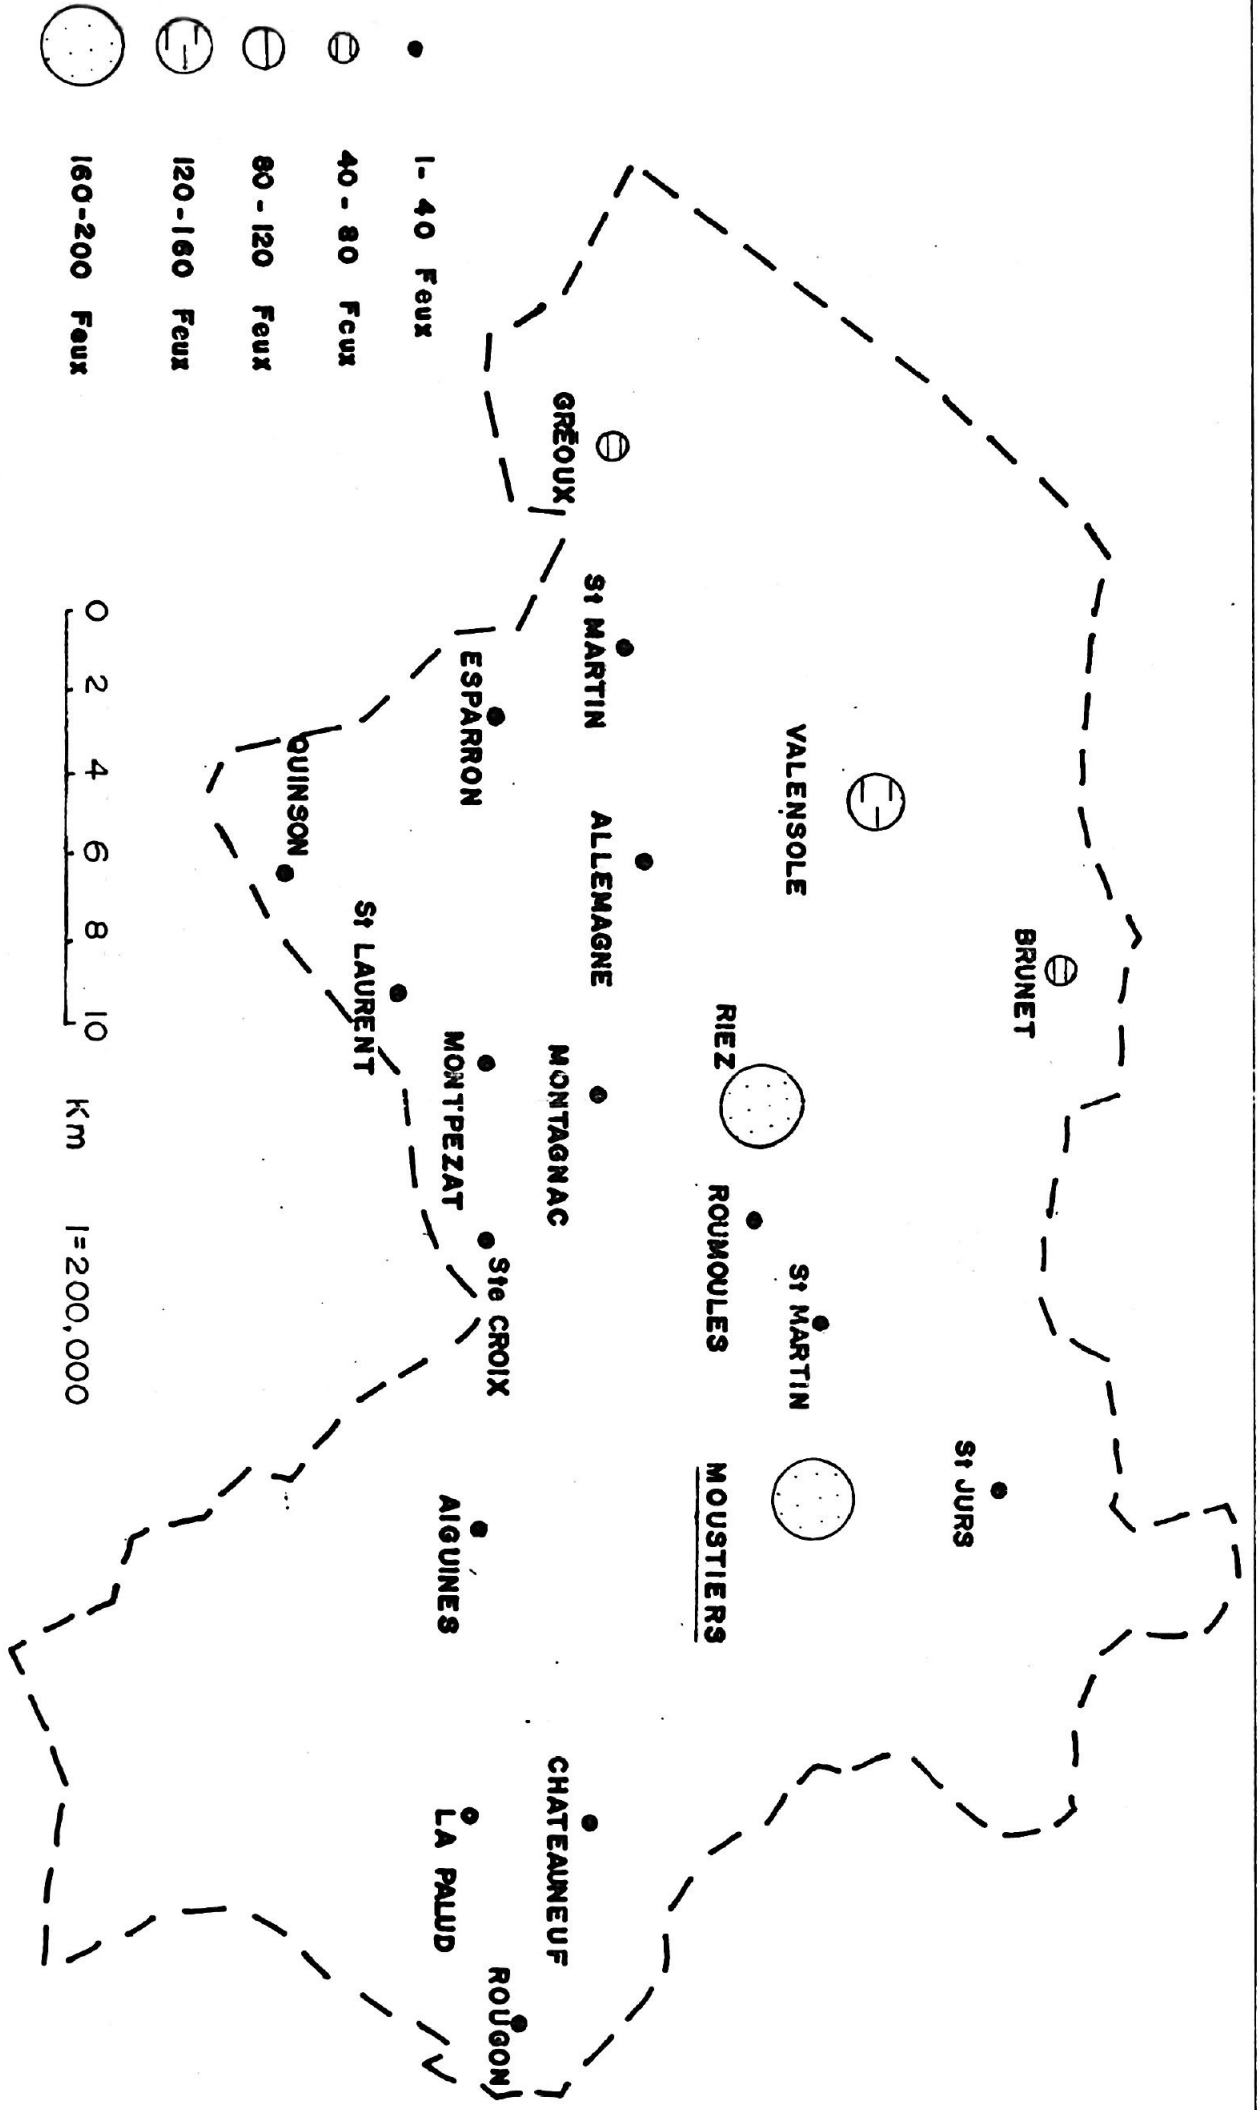 BRUNET
St JURS
VALENSOLE
St MARTIN
RIEZ
ROUMOULES
MOUSTIERS
GRÉOUX
St MARTIN
ALLEMAGNE
MONTAGNAC
CHATEAUNEUF
ESPARRON
MONTPEZAT
Ste CROIX
AIGUINES
LA PALUD
ROUGON
St LAURENT
QUINSON
1- 40 Feux
40 - 80 Feux
80 - 120 Feux
120-160 Feux
160-200 Feux
0 2 4 6 8 10
Km 1=200,000